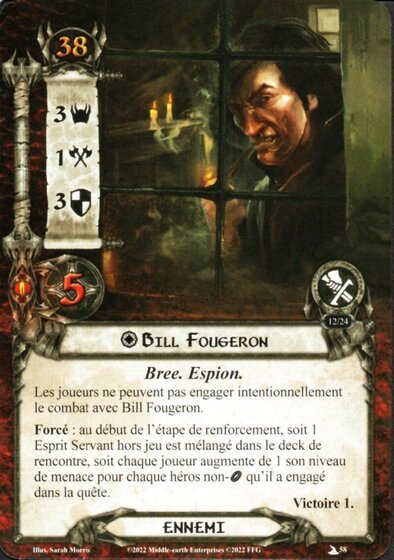 38
3
1
3
5
12/24
Bill Fougeron
Bree. Espion.
Les joueurs ne peuvent pas engager intentionnellement
le combat avec Bill Fougeron.
Forcé : au début de l'étape de renforcement, soit 1
Esprit Servant hors jeu est mélangé dans le deck de
rencontre, soit chaque joueur augmente de 1 son niveau
de menace pour chaque héros non- qu'il a engagé
dans la quête.
Victoire 1.
ENNEMI
Illus. Sarah Morris ©2022 Middle-earth Enterprises ©2022 FFG 58